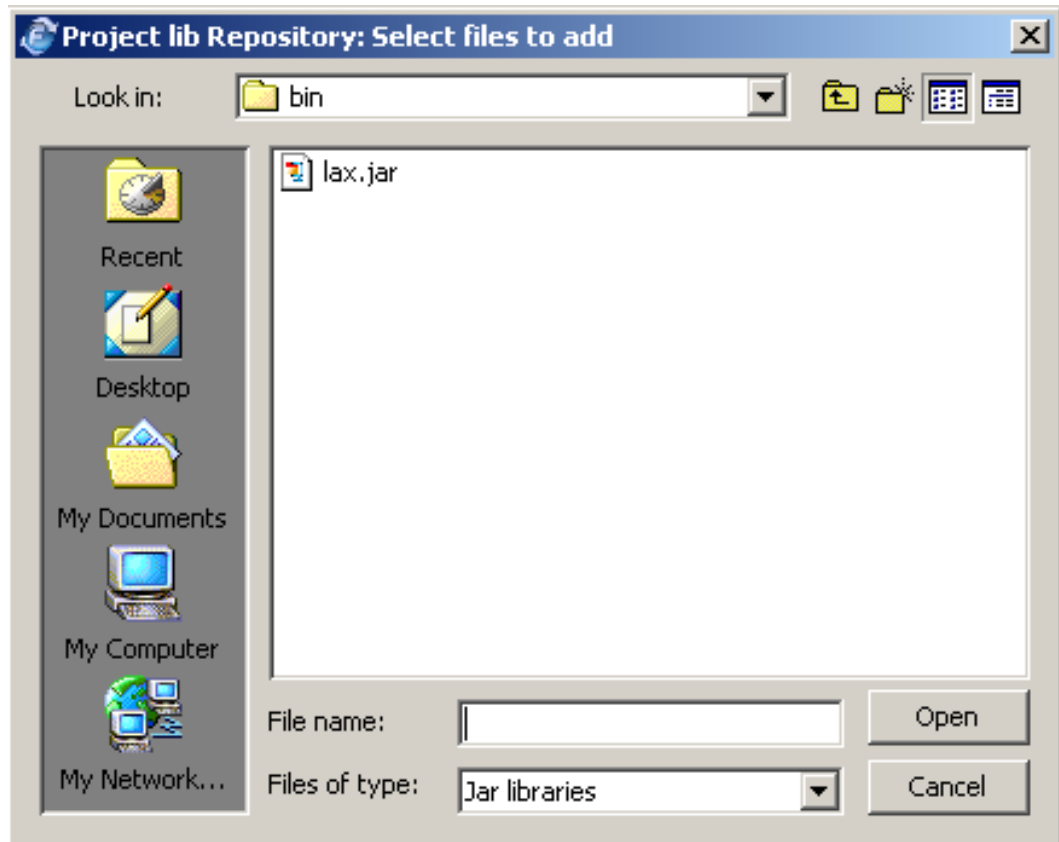 Project lib Repository: Select files to add
Look in: bin
lax.jar
Recent
Desktop
My Documents
My Computer
My Network...
File name: Open
Files of type: Jar libraries Cancel